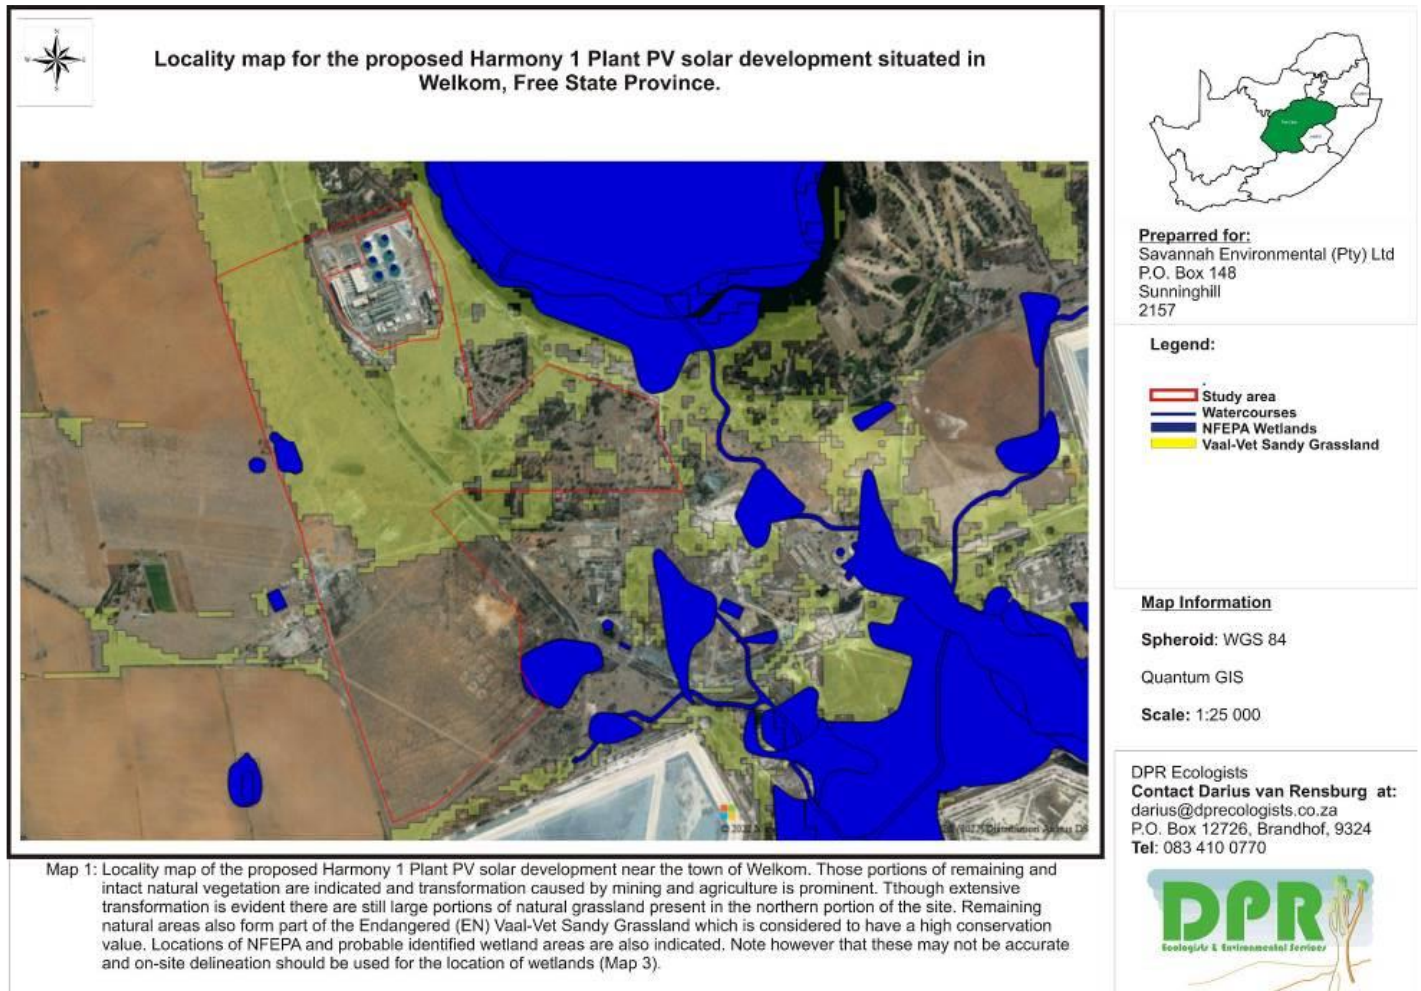 Locality map for the proposed Harmony 1 Plant PV solar development situated in
Welkom, Free State Province.
Preparred for:
Savannah Environmental (Pty) Ltd
P.O. Box 148
Sunninghill
2157
Legend:
Study area
Watercourses
NFEPA Wetlands
Vaal-Vet Sandy Grassland
Map Information
Spheroid: WGS 84
Quantum GIS
Scale: 1:25 000
DPR Ecologists
Contact Darius van Rensburg at:
darius@dprecologists.co.za
P.O. Box 12726, Brandhof, 9324
Tel: 083 410 0770
DPR
Ecologists & Environmental Services
Map 1: Locality map of the proposed Harmony 1 Plant PV solar development near the town of Welkom. Those portions of remaining and
intact natural vegetation are indicated and transformation caused by mining and agriculture is prominent. Tthough extensive
transformation is evident there are still large portions of natural grassland present in the northern portion of the site. Remaining
natural areas also form part of the Endangered (EN) Vaal-Vet Sandy Grassland which is considered to have a high conservation
value. Locations of NFEPA and probable identified wetland areas are also indicated. Note however that these may not be accurate
and on-site delineation should be used for the location of wetlands (Map 3).